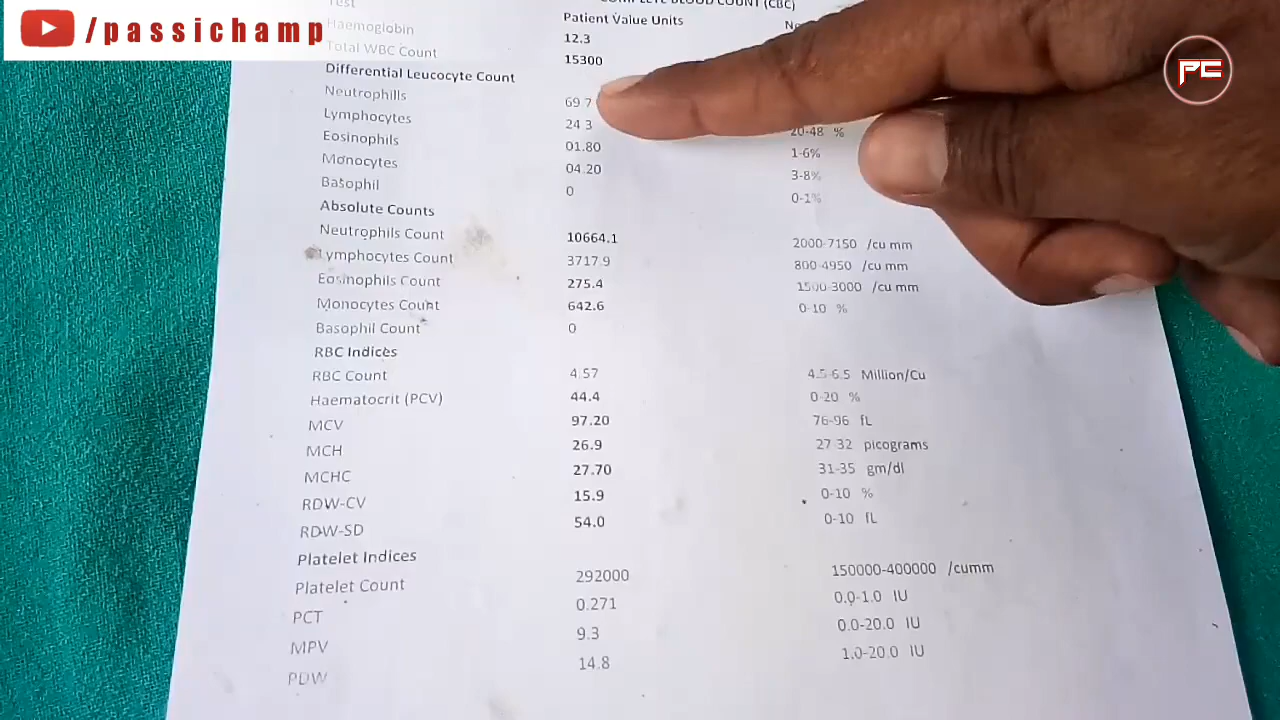 /passichamp
PC
COMPLETE BLOOD COUNT (CBC)
Test Patient Value Units
Haemoglobin 12.3
Total WBC Count 15300
Differential Leucocyte Count
Neutrophills 69 7
Lymphocytes 24 3 20-48 %
Eosinophils 01.80 1-6%
Monocytes 04.20 3-8%
Basophil 0 0-1%
Absolute Counts
Neutrophils Count 10664.1 2000-7150 /cu mm
Lymphocytes Count 3717.9 800-4950 /cu mm
Eosinophils Count 275.4 1500-3000 /cu mm
Monocytes Count 642.6 0-10 %
Basophil Count 0
RBC Indices
RBC Count 4.57 4.5-6.5 Million/Cu
Haematocrit (PCV) 44.4 0-20 %
MCV 97.20 76-96 fL
MCH 26.9 27 32 picograms
MCHC 27.70 31-35 gm/dl
RDW-CV 15.9 0-10 %
RDW-SD 54.0 0-10 fL
Platelet Indices
Platelet Count 292000 150000-400000 /cumm
PCT 0.271 0.0-1.0 IU
MPV 9.3 0.0-20.0 IU
PDW 14.8 1.0-20.0 IU